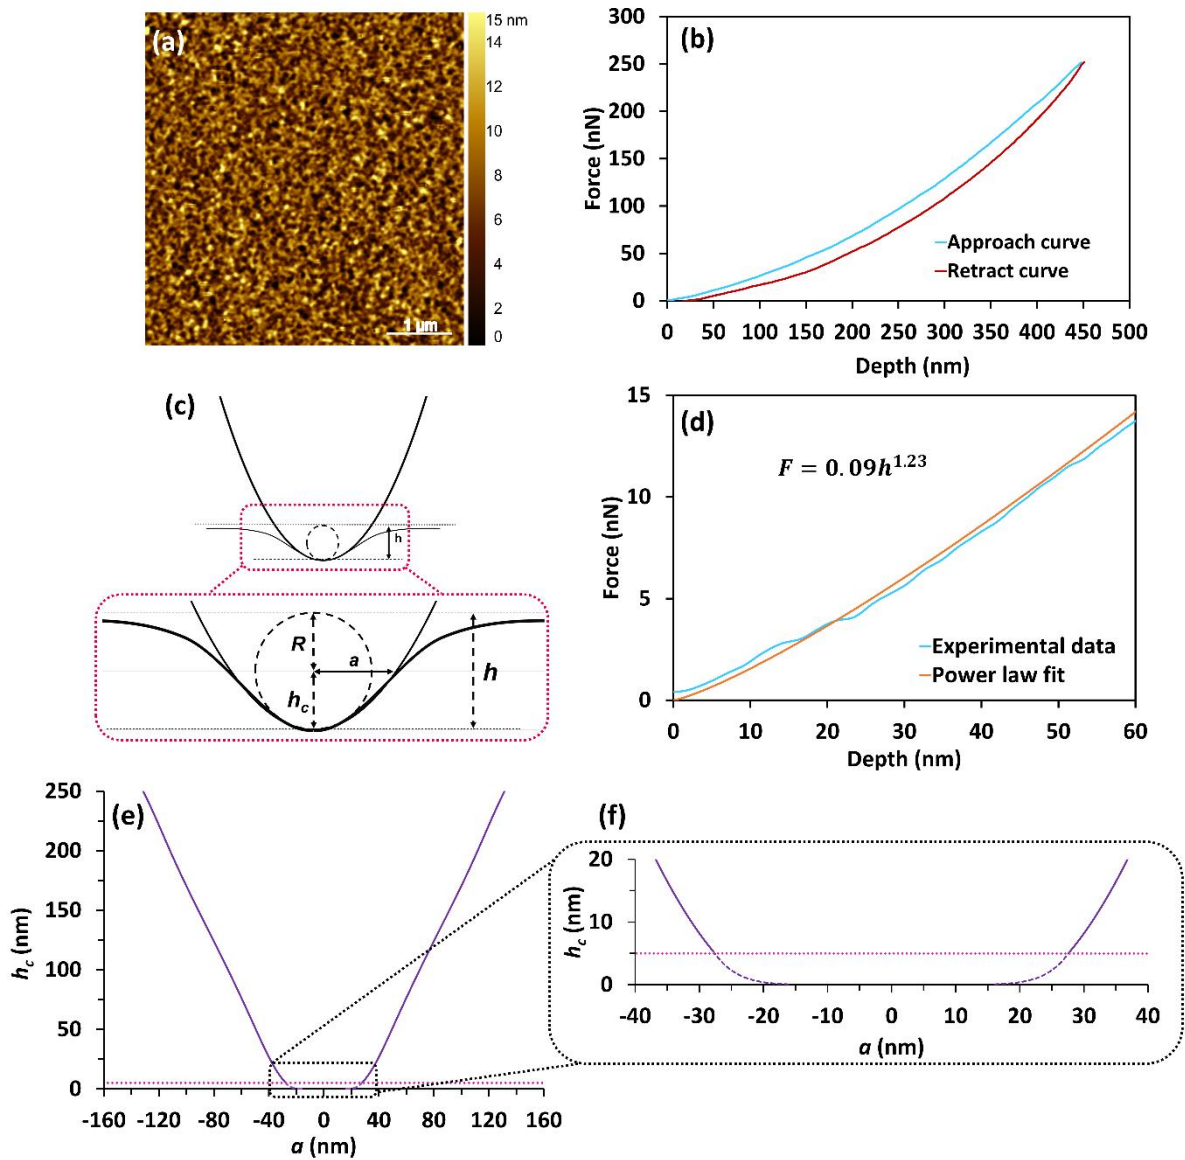 (a)
15 nm
14
12
10
8
6
4
2
0
1 μm
(b)
Force (nN)
300
250
200
150
100
50
0
Approach curve
Retract curve
0 50 100 150 200 250 300 350 400 450 500
Depth (nm)
(c)
h
R
a
h
hc
(d)
Force (nN)
15
10
5
0
F = 0.09h^1.23
Experimental data
Power law fit
0 10 20 30 40 50 60
Depth (nm)
(e)
hc (nm)
250
200
150
100
50
0
-160 -120 -80 -40 0 40 80 120 160
a (nm)
(f)
hc (nm)
20
10
0
-40 -30 -20 -10 0 10 20 30 40
a (nm)